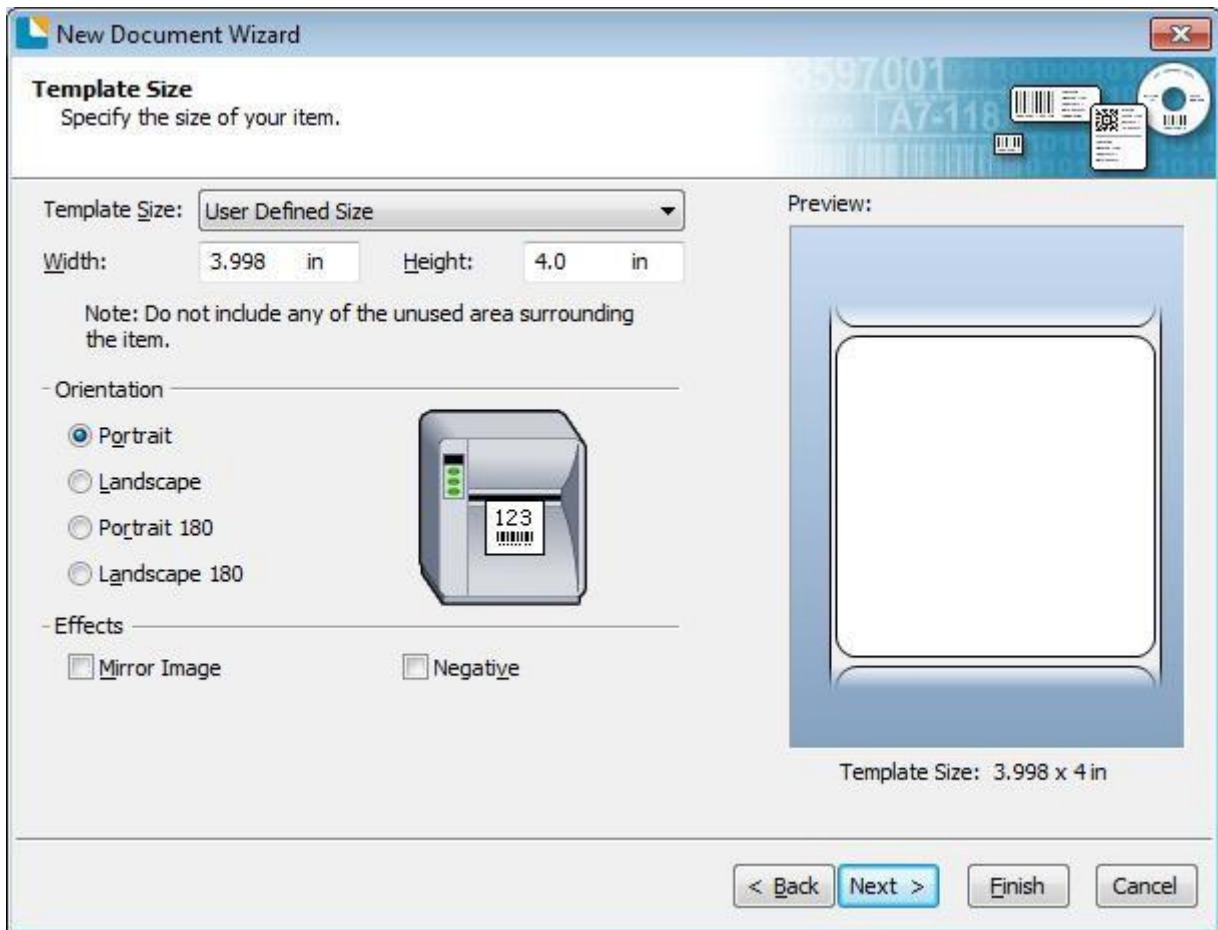 New Document Wizard
Template Size
Specify the size of your item.
3597001
A7-118
Template Size: User Defined Size
Width: 3.998 in Height: 4.0 in
Note: Do not include any of the unused area surrounding
the item.
Orientation
Portrait
Landscape
Portrait 180
Landscape 180
123
Effects
Mirror Image Negative
Preview:
Template Size: 3.998 x 4 in
< Back Next > Finish Cancel